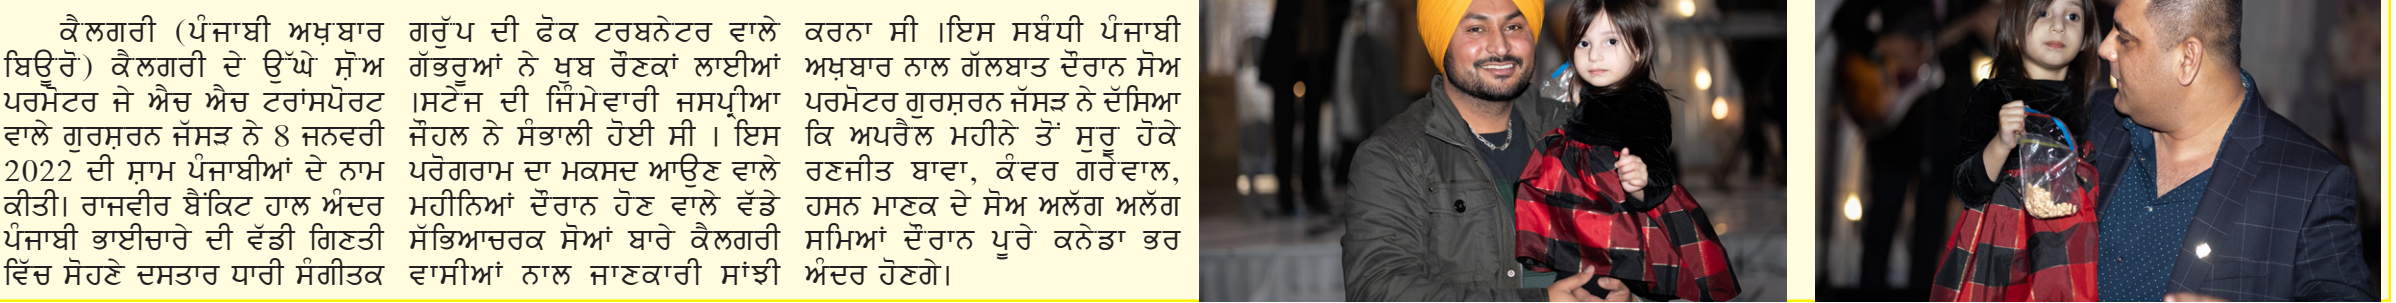 ਕੈਲਗਰੀ (ਪੰਜਾਬੀ ਅਖ਼ਬਾਰ
ਬਿਊਰੋ) ਕੈਲਗਰੀ ਦੇ ਉੱਘੇ ਸ਼ੋਅ
ਪਰਮੋਟਰ ਜੇ ਐਚ ਐਚ ਟਰਾਂਸਪੋਰਟ
ਵਾਲੇ ਗੁਰਸ਼ਰਨ ਜੱਸੜ ਨੇ 8 ਜਨਵਰੀ
2022 ਦੀ ਸ਼ਾਮ ਪੰਜਾਬੀਆਂ ਦੇ ਨਾਮ
ਕੀਤੀ। ਰਾਜਵੀਰ ਬੈਂਕਿਟ ਹਾਲ ਅੰਦਰ
ਪੰਜਾਬੀ ਭਾਈਚਾਰੇ ਦੀ ਵੱਡੀ ਗਿਣਤੀ
ਵਿੱਚ ਸੋਹਣੇ ਦਸਤਾਰ ਧਾਰੀ ਸੰਗੀਤਕ
ਗਰੁੱਪ ਦੀ ਫੋਕ ਟਰਬਨੇਟਰ ਵਾਲੇ
ਗੱਭਰੂਆਂ ਨੇ ਖੂਬ ਰੌਣਕਾਂ ਲਾਈਆਂ
।ਸਟੇਜ ਦੀ ਜਿੰਮੇਵਾਰੀ ਜਸਪ੍ਰੀਆ
ਜੌਹਲ ਨੇ ਸੰਭਾਲੀ ਹੋਈ ਸੀ । ਇਸ
ਪਰੋਗਰਾਮ ਦਾ ਮਕਸਦ ਆਉਣ ਵਾਲੇ
ਮਹੀਨਿਆਂ ਦੌਰਾਨ ਹੋਣ ਵਾਲੇ ਵੱਡੇ
ਸੱਭਿਆਚਰਕ ਸ਼ੋਆਂ ਬਾਰੇ ਕੈਲਗਰੀ
ਵਾਸੀਆਂ ਨਾਲ ਜਾਣਕਾਰੀ ਸਾਂਝੀ
ਕਰਨਾ ਸੀ ।ਇਸ ਸਬੰਧੀ ਪੰਜਾਬੀ
ਅਖ਼ਬਾਰ ਨਾਲ ਗੱਲਬਾਤ ਦੌਰਾਨ ਸੋਅ
ਪਰਮੋਟਰ ਗੁਰਸ਼ਰਨ ਜੱਸੜ ਨੇ ਦੱਸਿਆ
ਕਿ ਅਪਰੈਲ ਮਹੀਨੇ ਤੋਂ ਸੁਰੂ ਹੋਕੇ
ਰਣਜੀਤ ਬਾਵਾ, ਕੰਵਰ ਗਰੇਵਾਲ,
ਹਸਨ ਮਾਣਕ ਦੇ ਸੋਅ ਅਲੱਗ ਅਲੱਗ
ਸਮਿਆਂ ਦੌਰਾਨ ਪੂਰੇ ਕਨੇਡਾ ਭਰ
ਅੰਦਰ ਹੋਣਗੇ।